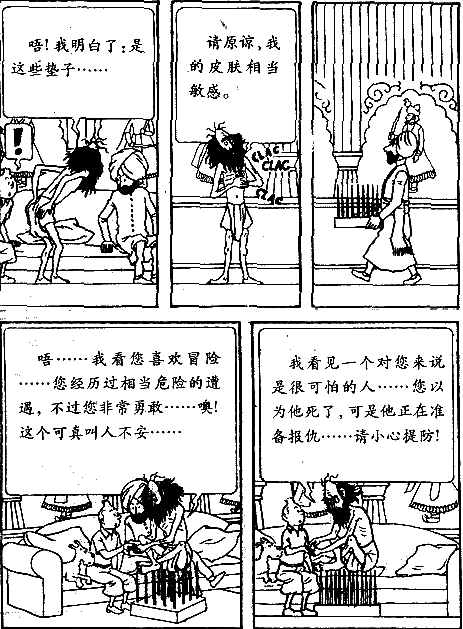 唔！我明白了：是
这些垫子……
!
请原谅，我
的皮肤相当
敏感。
CLAC
CLAC
CLAC
唔……我看您喜欢冒险
……您经历过相当危险的遭
遇，不过您非常勇敢……噢！
这个可真叫人不安……
我看见一个对您来说
是很可怕的人……您以
为他死了，可是他正在准
备报仇……请小心提防！